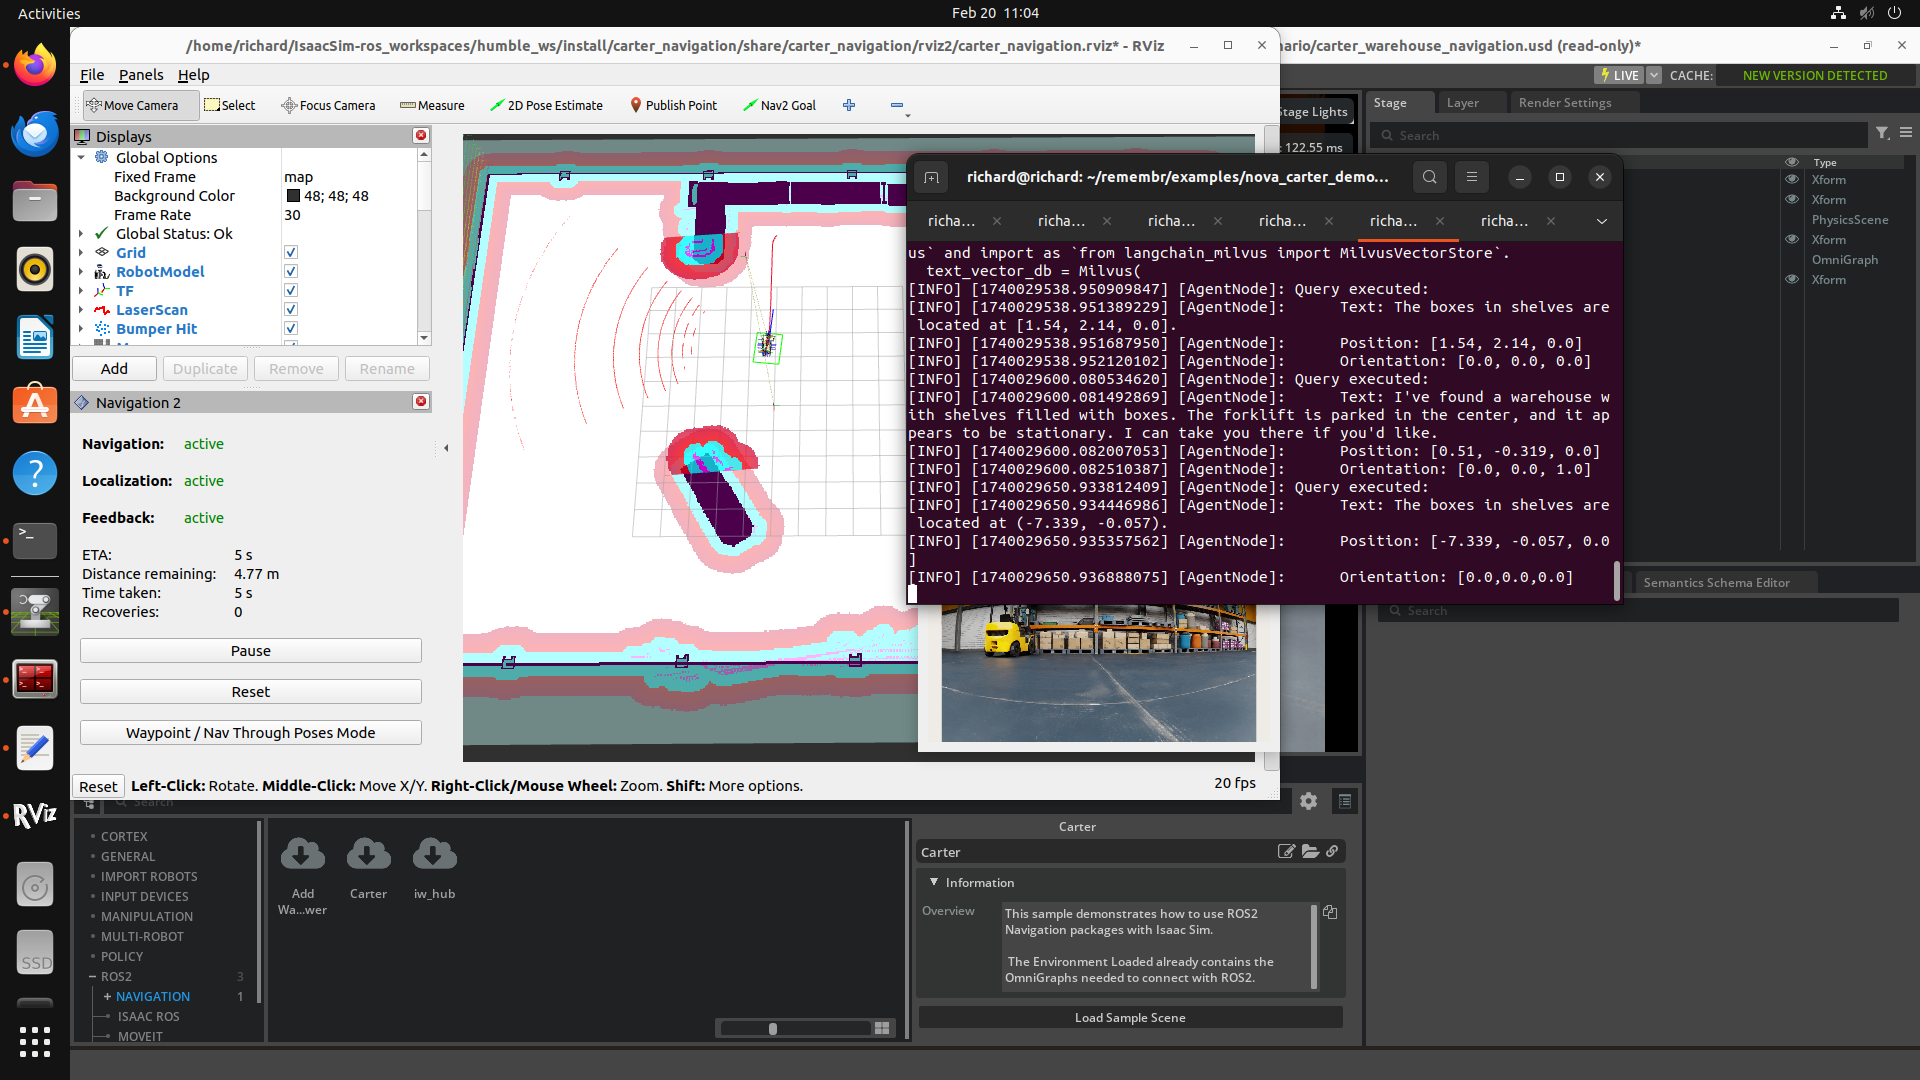 Activities
Feb 20 11:04
/home/richard/IsaacSim-ros_workspaces/humble_ws/install/carter_navigation/share/carter_navigation/rviz2/carter_navigation.rviz* - RViz
nario/carter_warehouse_navigation.usd (read-only)*
File Panels Help
LIVE
CACHE:
NEW VERSION DETECTED
Move Camera
Select
Focus Camera
Measure
2D Pose Estimate
Publish Point
Nav2 Goal
Stage Lights
: 122.55 ms
Stage
Layer
Render Settings
Search
Type
Xform
Xform
PhysicsScene
Xform
OmniGraph
Xform
Displays
Global Options
Fixed Frame map
Background Color 48; 48; 48
Frame Rate 30
Global Status: Ok
Grid
RobotModel
TF
LaserScan
Bumper Hit
Add
Duplicate
Remove
Rename
Navigation 2
Navigation: active
Localization: active
Feedback: active
ETA: 5 s
Distance remaining: 4.77 m
Time taken: 5 s
Recoveries: 0
Pause
Reset
Waypoint / Nav Through Poses Mode
Reset
Left-Click: Rotate. Middle-Click: Move X/Y. Right-Click/Mouse Wheel: Zoom. Shift: More options.
20 fps
richard@richard: ~/remembr/examples/nova_carter_demo...
richa...
richa...
richa...
richa...
richa...
richa...
us` and import as `from langchain_milvus import MilvusVectorStore`.
text_vector_db = Milvus(
[INFO] [1740029538.950909847] [AgentNode]: Query executed:
[INFO] [1740029538.951389229] [AgentNode]: Text: The boxes in shelves are
located at [1.54, 2.14, 0.0].
[INFO] [1740029538.951687950] [AgentNode]: Position: [1.54, 2.14, 0.0]
[INFO] [1740029538.952120102] [AgentNode]: Orientation: [0.0, 0.0, 0.0]
[INFO] [1740029600.080534620] [AgentNode]: Query executed:
[INFO] [1740029600.081492869] [AgentNode]: Text: I've found a warehouse w
ith shelves filled with boxes. The forklift is parked in the center, and it ap
pears to be stationary. I can take you there if you'd like.
[INFO] [1740029600.082007053] [AgentNode]: Position: [0.51, -0.319, 0.0]
[INFO] [1740029600.082510387] [AgentNode]: Orientation: [0.0, 0.0, 1.0]
[INFO] [1740029650.933812409] [AgentNode]: Query executed:
[INFO] [1740029650.934446986] [AgentNode]: Text: The boxes in shelves are
located at (-7.339, -0.057).
[INFO] [1740029650.935357562] [AgentNode]: Position: [-7.339, -0.057, 0.0
]
[INFO] [1740029650.936888075] [AgentNode]: Orientation: [0.0,0.0,0.0]
Semantics Schema Editor
Search
Search
CORTEX
GENERAL
IMPORT ROBOTS
INPUT DEVICES
MANIPULATION
MULTI-ROBOT
POLICY
ROS2 3
NAVIGATION 1
ISAAC ROS
MOVEIT
Add
Wa...wer
Carter
iw_hub
Carter
Carter
Information
Overview
This sample demonstrates how to use ROS2
Navigation packages with Isaac Sim.
The Environment Loaded already contains the
OmniGraphs needed to connect with ROS2.
Load Sample Scene
RViz
SSD